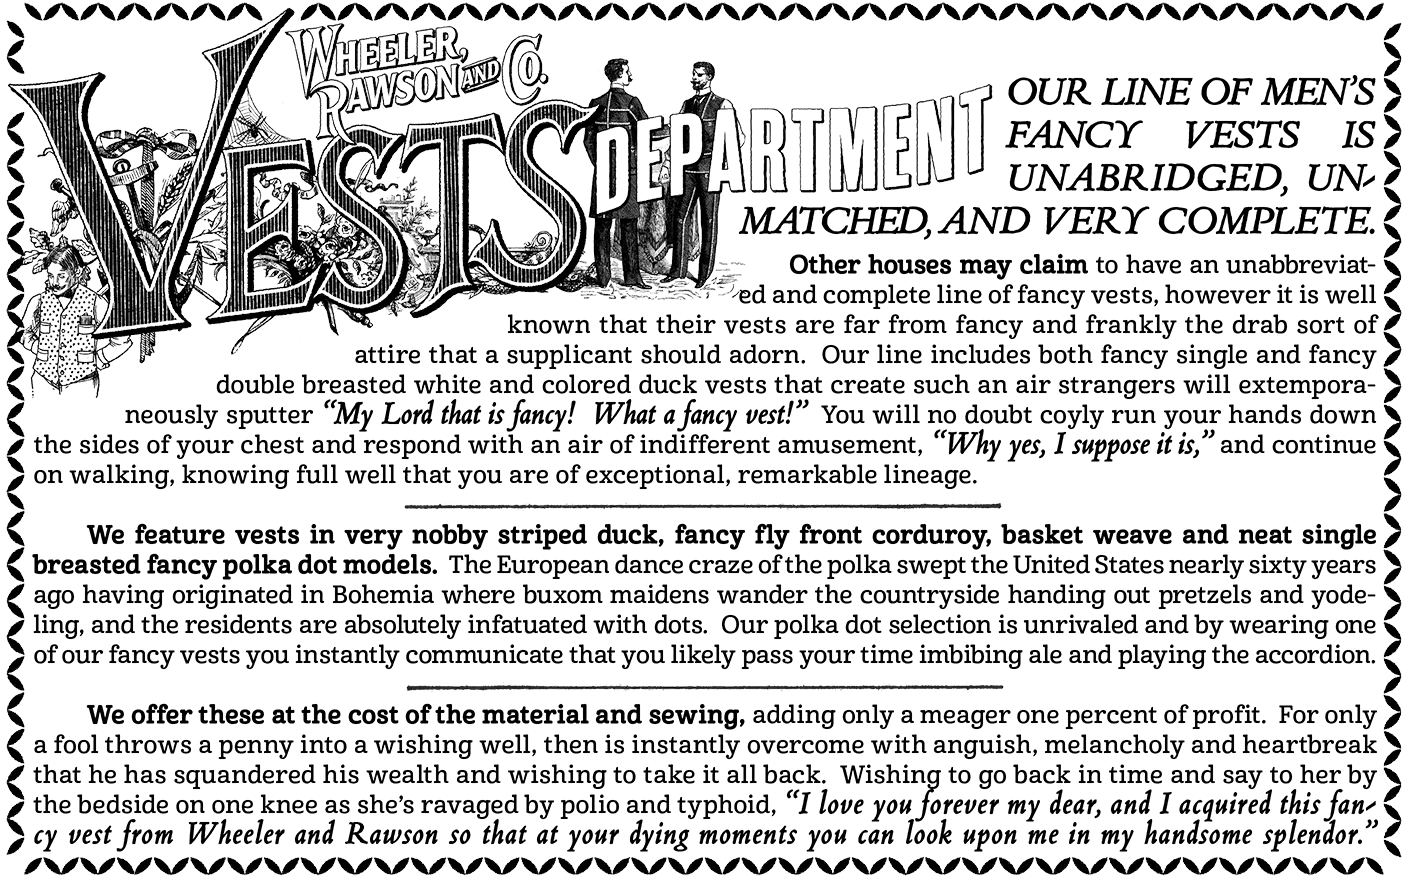 WHEELER,
RAWSON AND CO.
VESTS DEPARTMENT
OUR LINE OF MEN'S
FANCY VESTS IS
UNABRIDGED, UN-
MATCHED, AND VERY COMPLETE.
Other houses may claim to have an unabbreviat-
ed and complete line of fancy vests, however it is well
known that their vests are far from fancy and frankly the drab sort of
attire that a supplicant should adorn. Our line includes both fancy single and fancy
double breasted white and colored duck vests that create such an air strangers will extempora-
neously sputter "My Lord that is fancy! What a fancy vest!" You will no doubt coyly run your hands down
the sides of your chest and respond with an air of indifferent amusement, "Why yes, I suppose it is," and continue
on walking, knowing full well that you are of exceptional, remarkable lineage.
We feature vests in very nobby striped duck, fancy fly front corduroy, basket weave and neat single
breasted fancy polka dot models. The European dance craze of the polka swept the United States nearly sixty years
ago having originated in Bohemia where buxom maidens wander the countryside handing out pretzels and yode-
ling, and the residents are absolutely infatuated with dots. Our polka dot selection is unrivaled and by wearing one
of our fancy vests you instantly communicate that you likely pass your time imbibing ale and playing the accordion.
We offer these at the cost of the material and sewing, adding only a meager one percent of profit. For only
a fool throws a penny into a wishing well, then is instantly overcome with anguish, melancholy and heartbreak
that he has squandered his wealth and wishing to take it all back. Wishing to go back in time and say to her by
the bedside on one knee as she's ravaged by polio and typhoid, "I love you forever my dear, and I acquired this fan-
cy vest from Wheeler and Rawson so that at your dying moments you can look upon me in my handsome splendor."